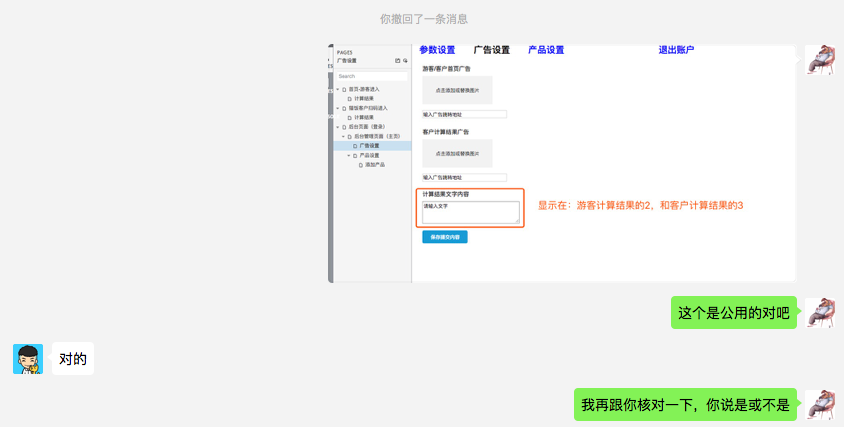 你撤回了一条消息
PAGES
广告设置
Search
首页-游客进入
计算结果
计算结果
后台页面（登录）
后台管理页面（主页）
广告设置
产品设置
添加产品
参数设置 广告设置 产品设置 退出账户
游客/客户首页广告
点击添加或替换图片
输入广告跳转地址
客户计算结果广告
点击添加或替换图片
输入广告跳转地址
计算结果文字内容
请输入文字
保存提交内容
显示在：游客计算结果的2，和客户计算结果的3
这个是公用的对吧
对的
我再跟你核对一下，你说是或不是